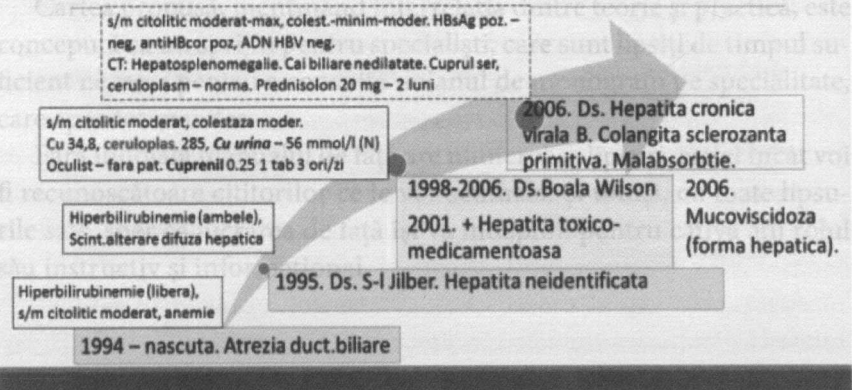 s/m citolitic moderat-max, colest.-minim-moder. HBsAg poz. –
neg, antiHBcor poz, ADN HBV neg.
CT: Hepatosplenomegalie. Cai biliare nedilatate. Cuprul ser,
ceruloplasm – norma. Prednisolon 20 mg – 2 luni
s/m citolitic moderat, colestaza moder.
Cu 34,8, ceruloplas. 285, Cu urina – 56 mmol/l (N)
Oculist – fara pat. Cuprenil 0.25 1 tab 3 ori/zi
2006. Ds. Hepatita cronica
virala B. Colangita sclerozanta
primitiva. Malabsorbtie.
Hiperbilirubinemie (ambele),
Scint.alterare difuza hepatica
1998-2006. Ds.Boala Wilson
2001. + Hepatita toxico-
medicamentoasa
2006.
Mucoviscidoza
(forma hepatica).
Hiperbilirubinemie (libera),
s/m citolitic moderat, anemie
1995. Ds. S-l Jilber. Hepatita neidentificata
1994 – nascuta. Atrezia duct.biliare